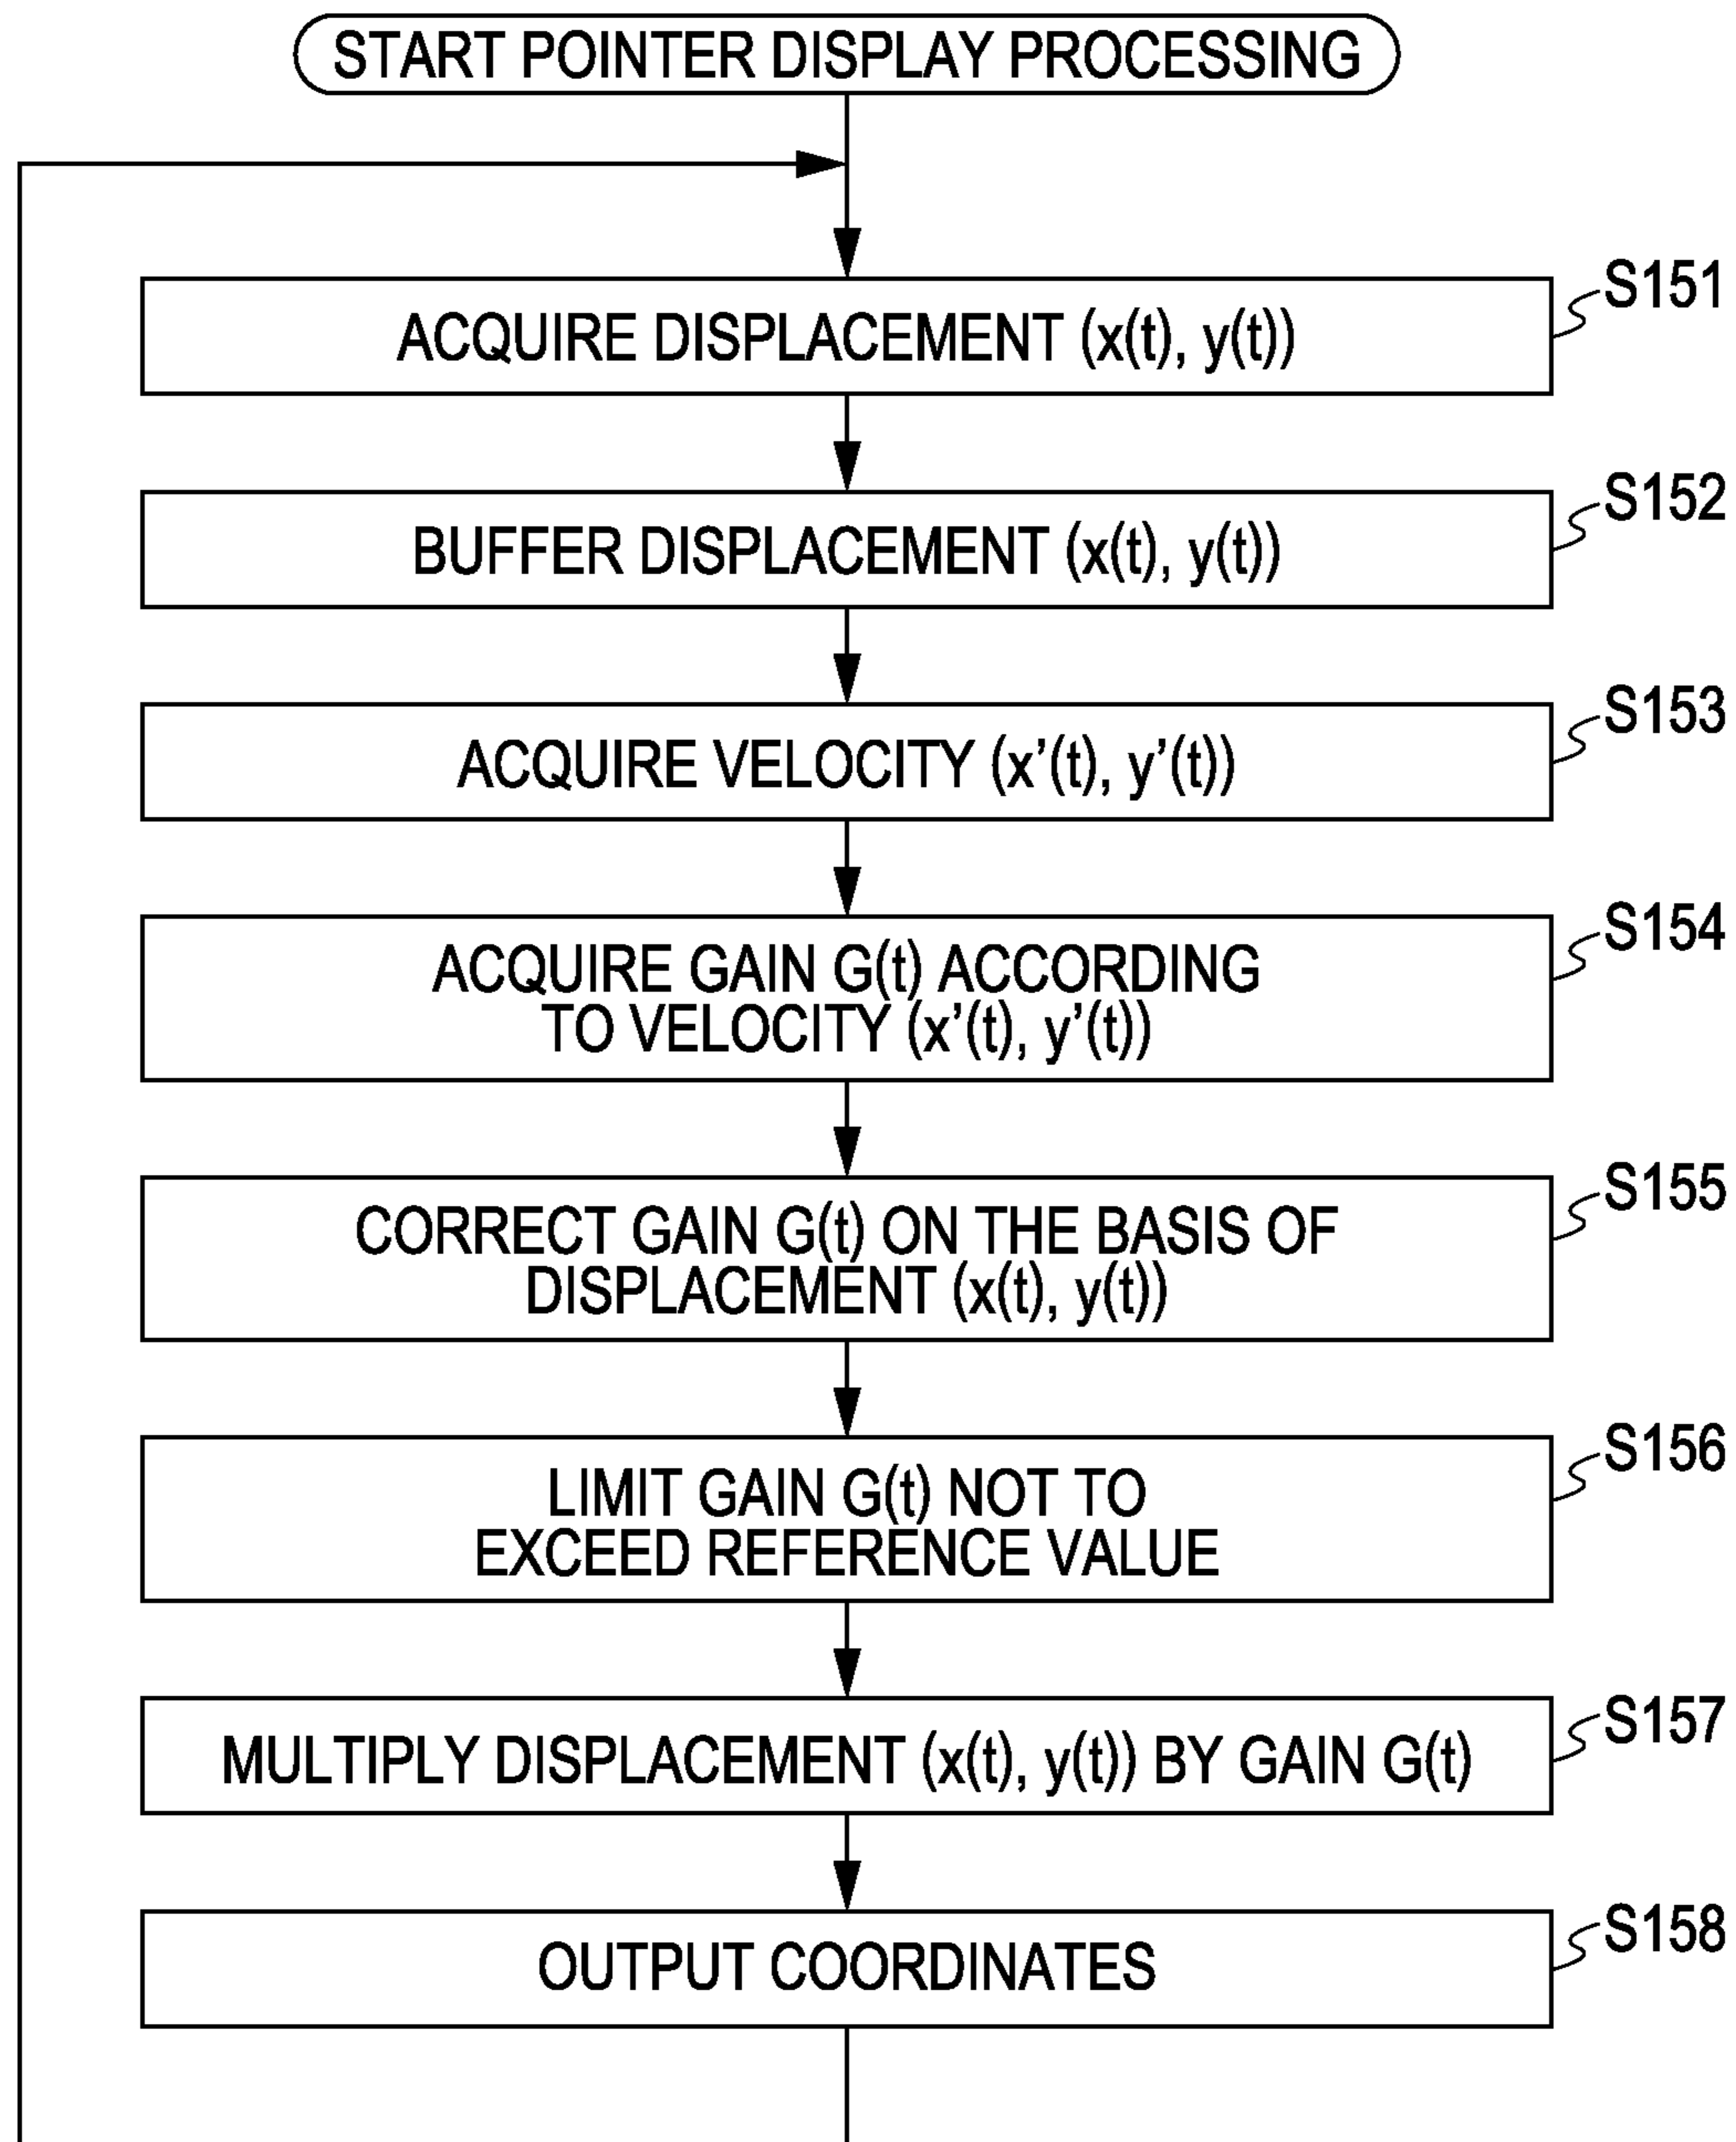 START POINTER DISPLAY PROCESSING
S151
ACQUIRE DISPLACEMENT (x(t), y(t))
S152
BUFFER DISPLACEMENT (x(t), y(t))
S153
ACQUIRE VELOCITY (x’(t), y’(t))
S154
ACQUIRE GAIN G(t) ACCORDING
TO VELOCITY (x’(t), y’(t))
S155
CORRECT GAIN G(t) ON THE BASIS OF
DISPLACEMENT (x(t), y(t))
S156
LIMIT GAIN G(t) NOT TO
EXCEED REFERENCE VALUE
S157
MULTIPLY DISPLACEMENT (x(t), y(t)) BY GAIN G(t)
S158
OUTPUT COORDINATES